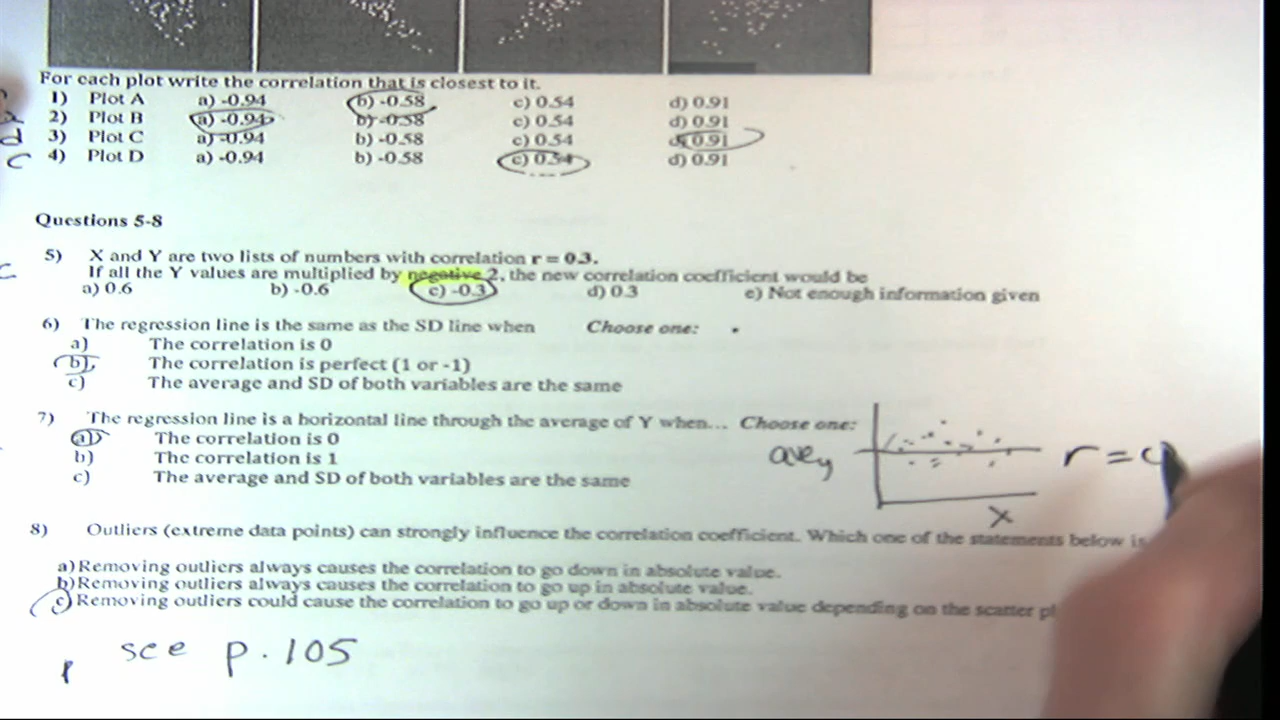 For each plot write the correlation that is closest to it.
1) Plot A a) -0.94 b) -0.58 c) 0.54 d) 0.91
a 2) Plot B a) -0.94 b) -0.58 c) 0.54 d) 0.91
d 3) Plot C a) -0.94 b) -0.58 c) 0.54 d) 0.91
c 4) Plot D a) -0.94 b) -0.58 c) 0.54 d) 0.91
Questions 5-8
5) X and Y are two lists of numbers with correlation r = 0.3.
c If all the Y values are multiplied by negative 2, the new correlation coefficient would be
a) 0.6 b) -0.6 c) -0.3 d) 0.3 e) Not enough information given
6) The regression line is the same as the SD line when Choose one:
a) The correlation is 0
b) The correlation is perfect (1 or -1)
c) The average and SD of both variables are the same
7) The regression line is a horizontal line through the average of Y when... Choose one:
a) The correlation is 0
b) The correlation is 1
c) The average and SD of both variables are the same
ave y
r =
x
8) Outliers (extreme data points) can strongly influence the correlation coefficient. Which one of the statements below is
a) Removing outliers always causes the correlation to go down in absolute value.
b) Removing outliers always causes the correlation to go up in absolute value.
c) Removing outliers could cause the correlation to go up or down in absolute value depending on the scatter
see p. 105